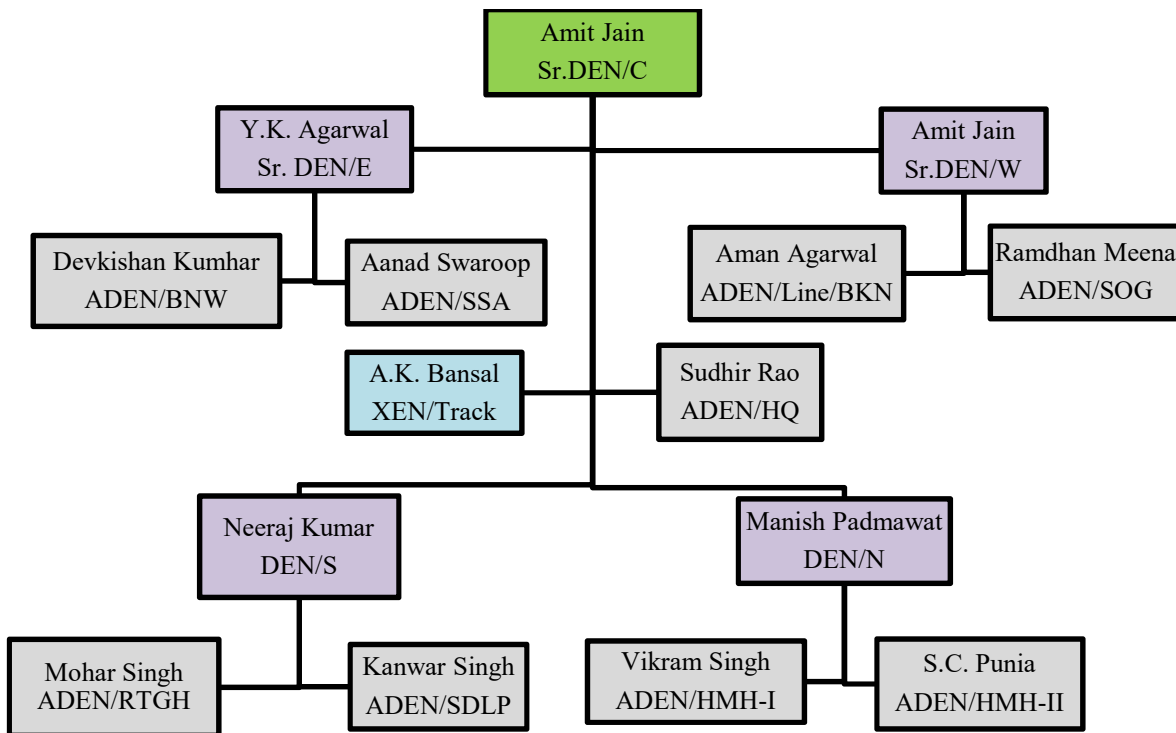 Amit Jain
Sr.DEN/C
Y.K. Agarwal
Sr. DEN/E
Amit Jain
Sr.DEN/W
Devkishan Kumhar
ADEN/BNW
Aanad Swaroop
ADEN/SSA
Aman Agarwal
ADEN/Line/BKN
Ramdhan Meena
ADEN/SOG
A.K. Bansal
XEN/Track
Sudhir Rao
ADEN/HQ
Neeraj Kumar
DEN/S
Manish Padmawat
DEN/N
Mohar Singh
ADEN/RTGH
Kanwar Singh
ADEN/SDLP
Vikram Singh
ADEN/HMH-I
S.C. Punia
ADEN/HMH-II